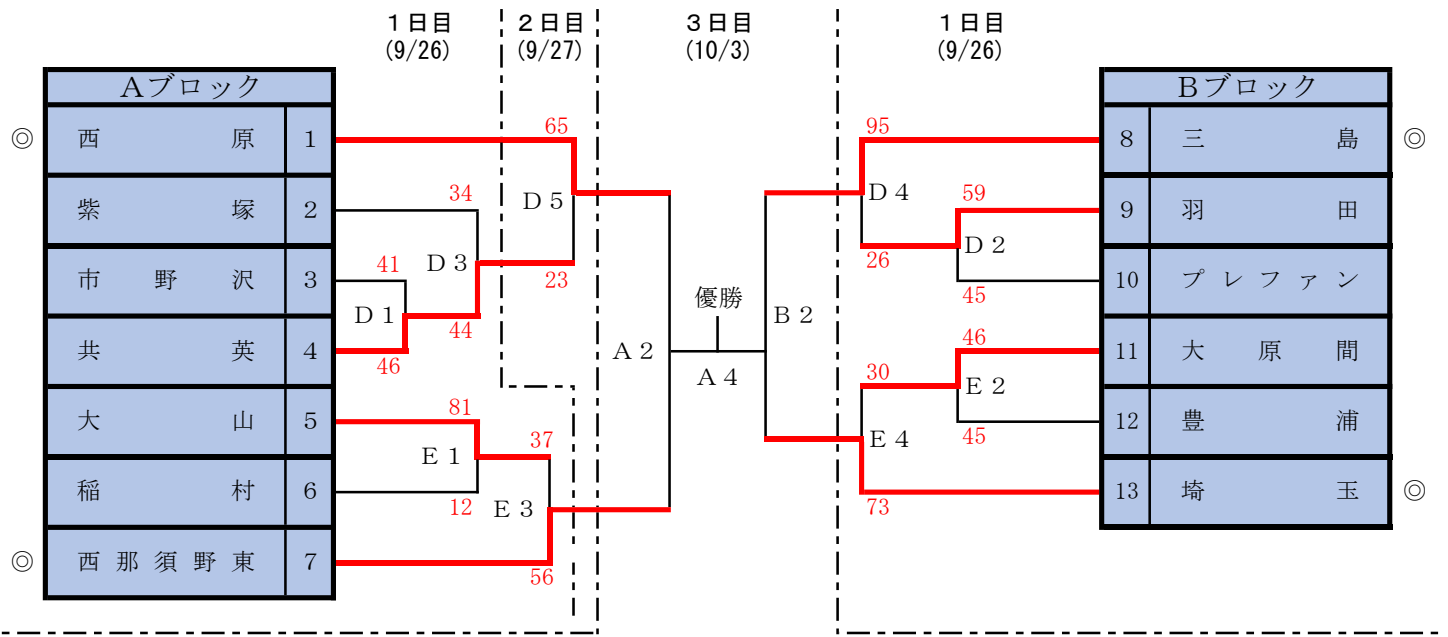 1日目 2日目 3日目 1日目
(9/26) (9/27) (10/3) (9/26)
Aブロック
◎ 西原 1
紫塚 2
市野沢 3
共英 4
大山 5
稲村 6
◎ 西那須野東 7
65
34
D5
41
D3
23
D1
44
46
81
37
E1
12
E3
56
A2
優勝
A4
B2
95
D4
59
26
D2
45
46
30
E2
E4
45
73
Bブロック
8 三島 ◎
9 羽田
10 プレファン
11 大原間
12 豊浦
13 埼玉 ◎